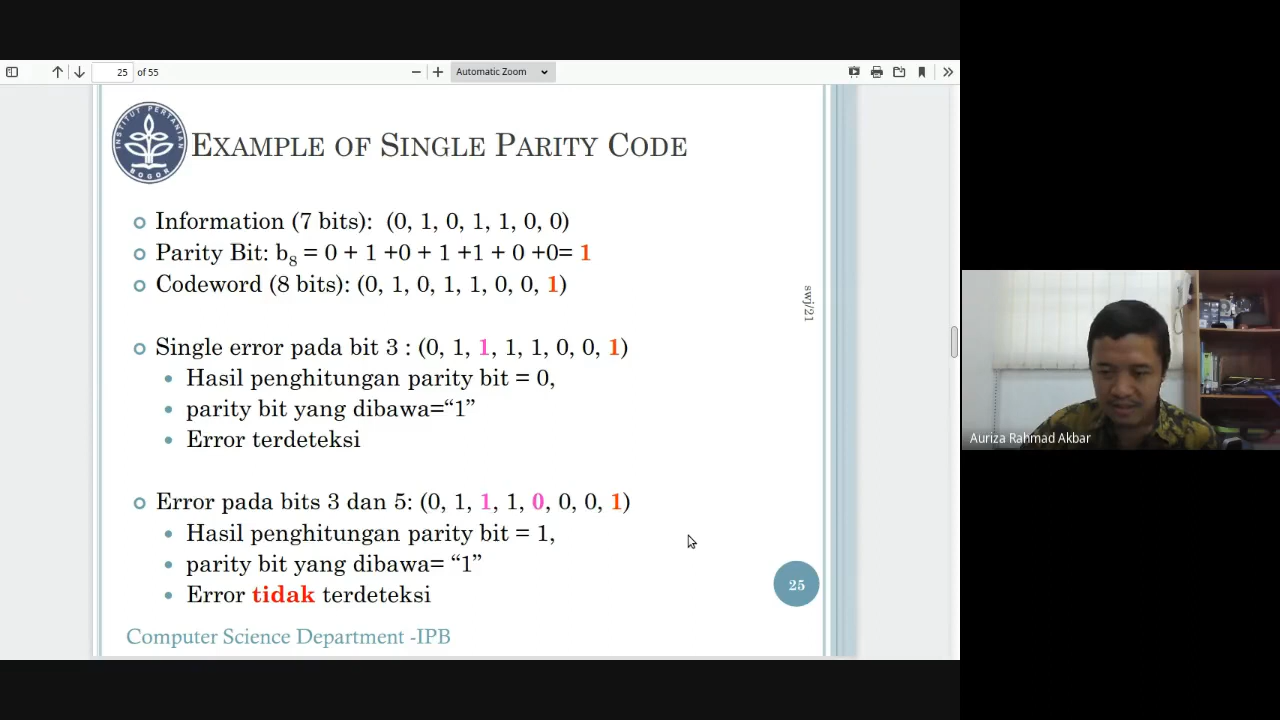 25 of 55
Automatic Zoom
INSTITUT PERTANIAN
BOGOR
EXAMPLE OF SINGLE PARITY CODE
Information (7 bits): (0, 1, 0, 1, 1, 0, 0)
Parity Bit: b8 = 0 + 1 +0 + 1 +1 + 0 +0= 1
Codeword (8 bits): (0, 1, 0, 1, 1, 0, 0, 1)
swj/21
Single error pada bit 3 : (0, 1, 1, 1, 1, 0, 0, 1)
Hasil penghitungan parity bit = 0,
parity bit yang dibawa=“1”
Error terdeteksi
Error pada bits 3 dan 5: (0, 1, 1, 1, 0, 0, 0, 1)
Hasil penghitungan parity bit = 1,
parity bit yang dibawa= “1”
Error tidak terdeteksi
25
Computer Science Department -IPB
Auriza Rahmad Akbar